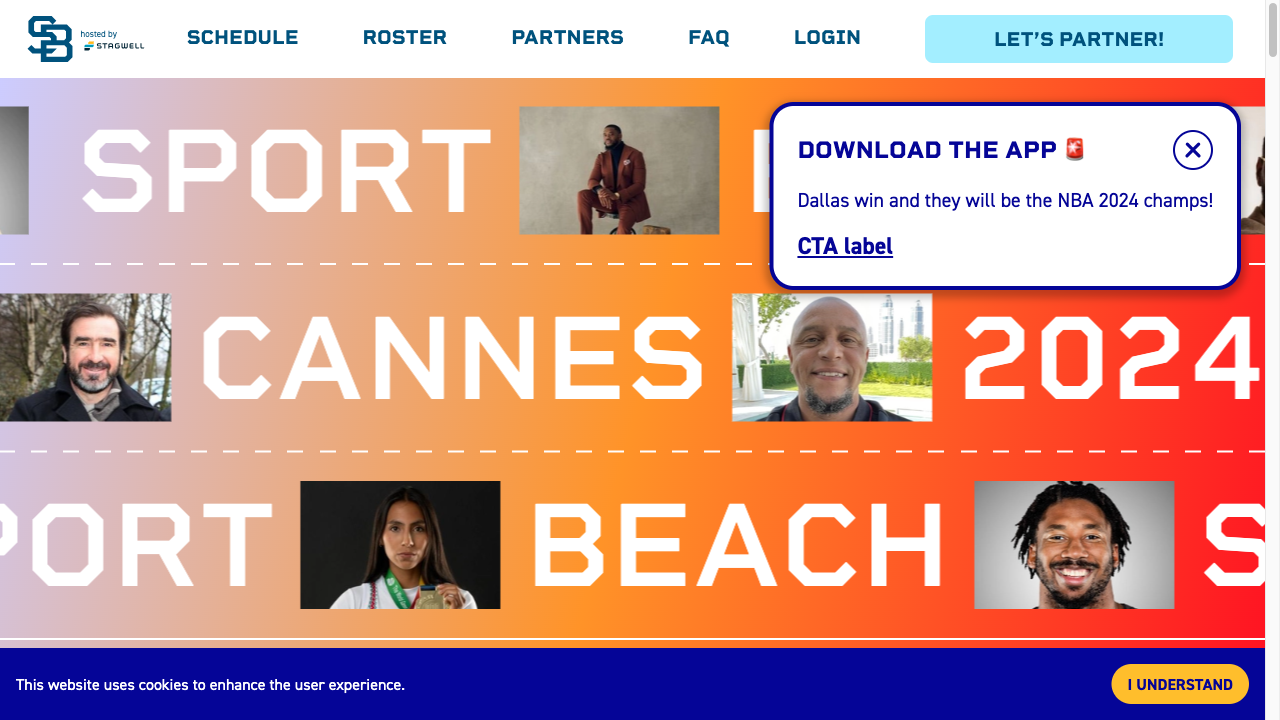 SB hosted by
STAGWELL
SCHEDULE ROSTER PARTNERS FAQ LOGIN LET'S PARTNER!
SPORT
DOWNLOAD THE APP 🚨
Dallas win and they will be the NBA 2024 champs!
CTA label
CANNES 2024
PORT BEACH S
This website uses cookies to enhance the user experience.
I UNDERSTAND